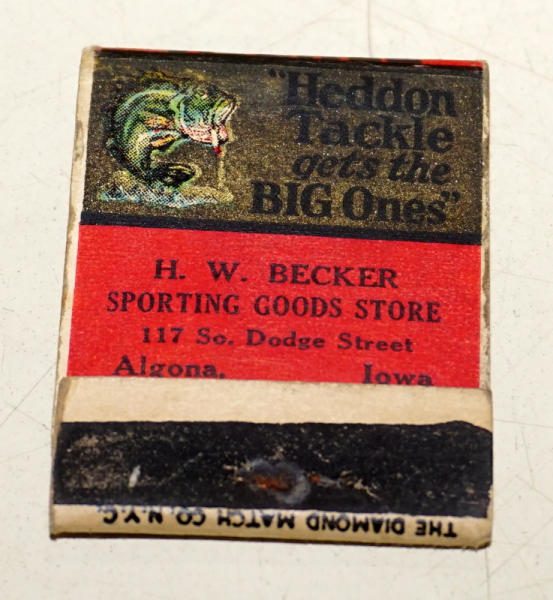 "Heddon
Tackle
gets the
BIG Ones"
H. W. BECKER
SPORTING GOODS STORE
117 So. Dodge Street
Algona, Iowa
THE DIAMOND MATCH CO. N.Y.C.